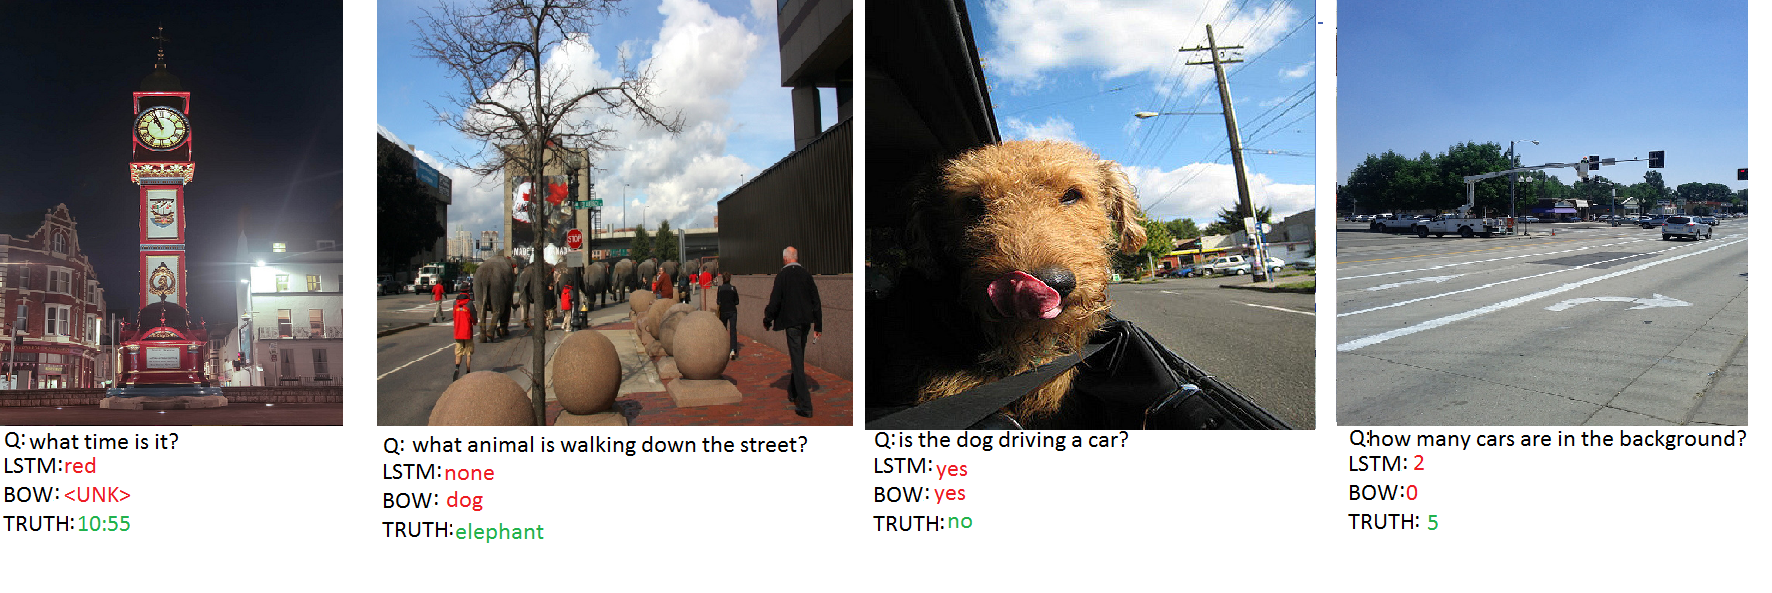 STOP
Q: what time is it?
LSTM: red
BOW: <UNK>
TRUTH: 10:55
Q: what animal is walking down the street?
LSTM: none
BOW: dog
TRUTH: elephant
Q: is the dog driving a car?
LSTM: yes
BOW: yes
TRUTH: no
Q: how many cars are in the background?
LSTM: 2
BOW: 0
TRUTH: 5